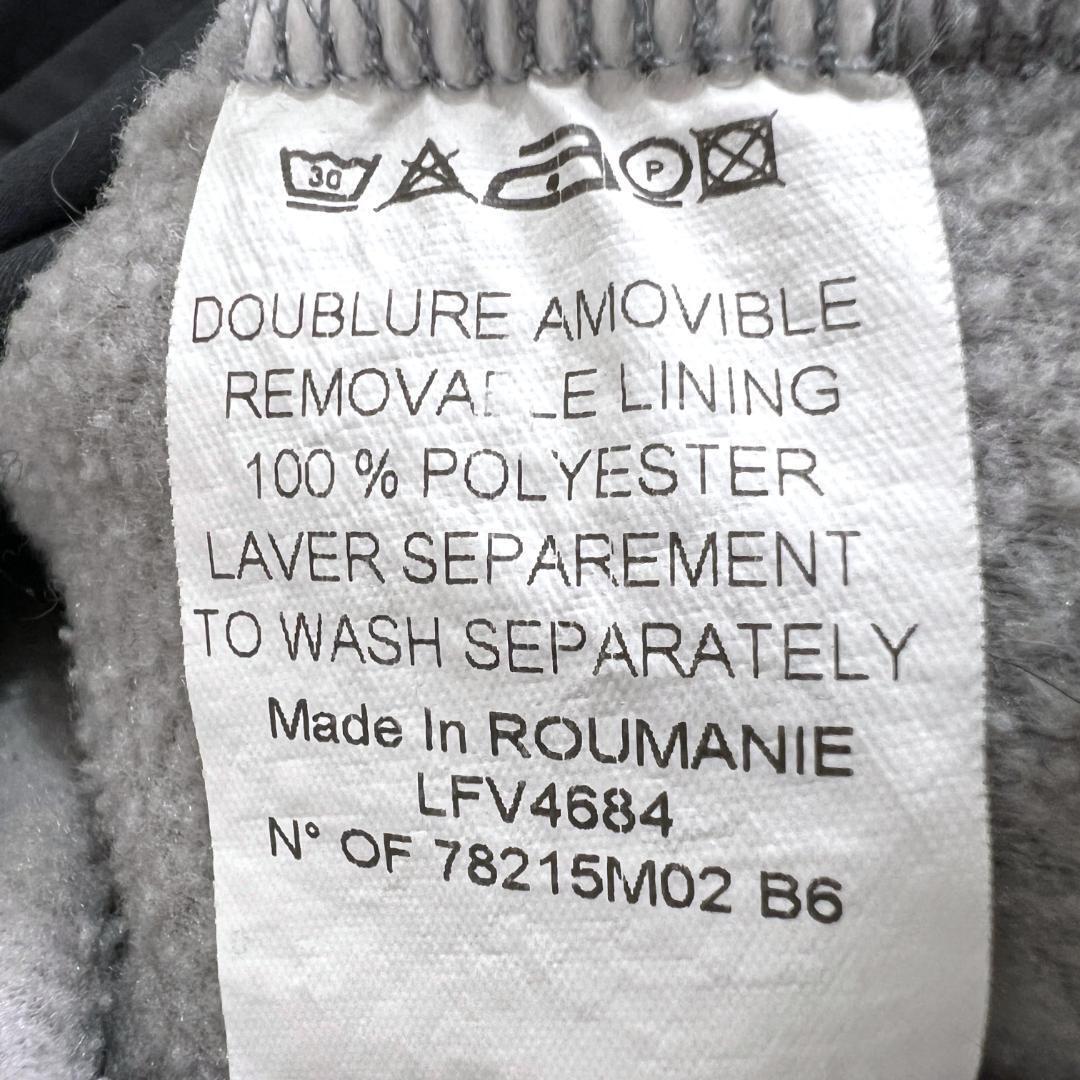 30
P
DOUBLURE AMOVIBLE
REMOVABLE LINING
100 % POLYESTER
LAVER SEPAREMENT
TO WASH SEPARATELY
Made In ROUMANIE
LFV4684
N° OF 78215M02 B6